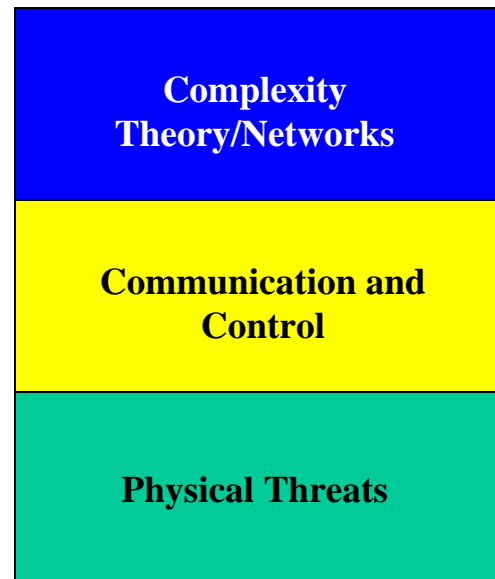 Complexity
Theory/Networks
Communication and
Control
Physical Threats